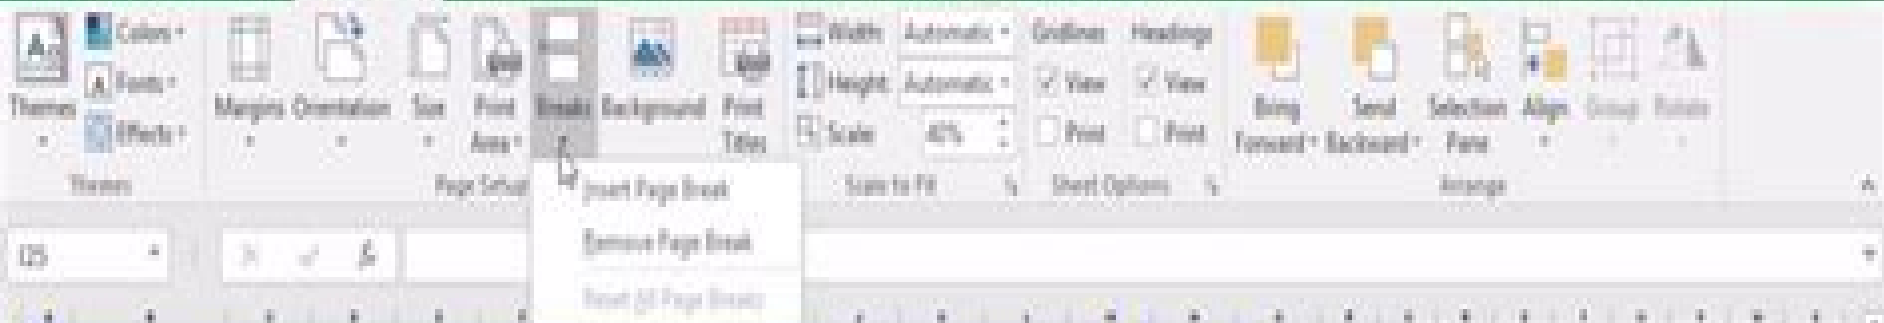 Themes
Colors
Fonts
Effects
Themes
Margins
Orientation
Size
Print
Area
Breaks
Background
Print
Titles
Page Setup
Insert Page Break
Remove Page Break
Reset All Page Breaks
Width
Automatic
Height
Automatic
Scale
40%
Scale to Fit
Gridlines
View
Print
Headings
View
Print
Sheet Options
Bring
Forward
Send
Backward
Selection
Pane
Align
Group
Rotate
Arrange
fx